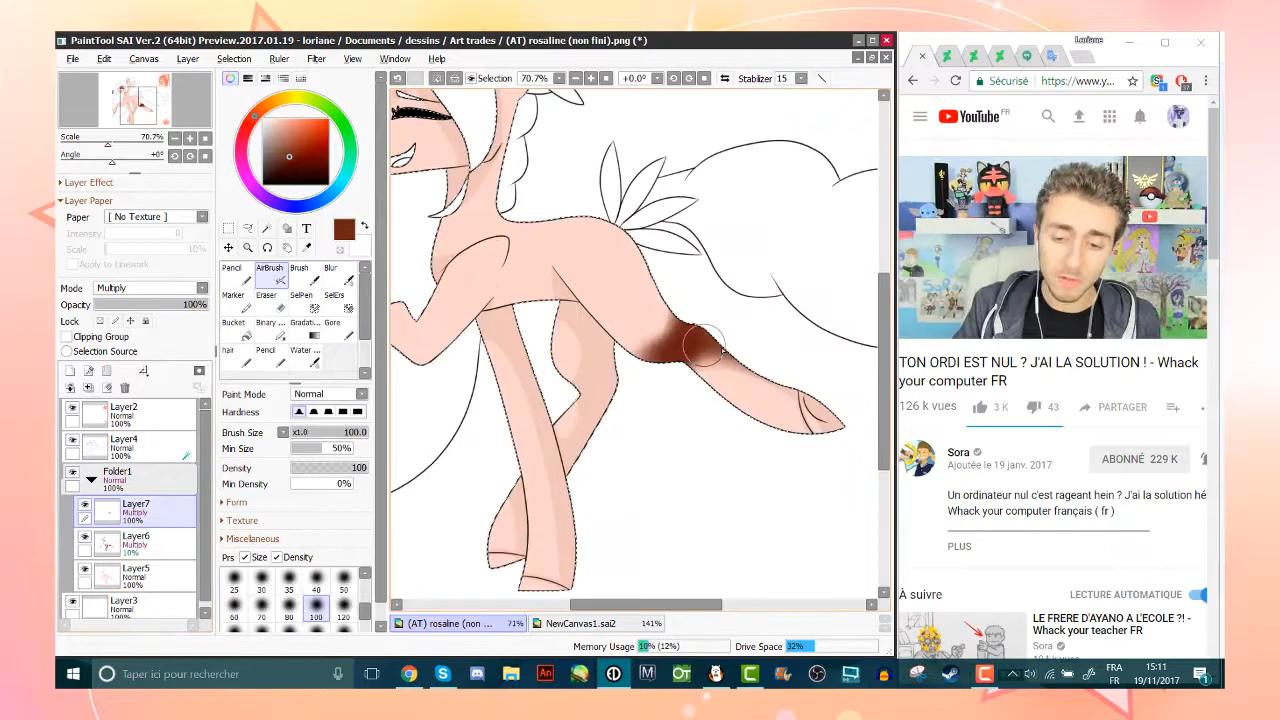 PaintTool SAI Ver.2 (64bit) Preview.2017.01.19 - loriane / Documents / dessins / Art trades / (AT) rosaline (non fini).png (*)
File Edit Canvas Layer Selection Ruler Filter View Window Help
Selection 70.7% +0.0° Stabilizer 15
Scale 70.7%
Angle +0°
Layer Effect
Layer Paper
Paper [ No Texture ]
Intensity 0
Scale 10%
Apply to Linework
Mode Multiply
Opacity 100%
Lock
Clipping Group
Selection Source
Layer2
Normal
100%
Layer4
Normal
100%
Folder1
Normal
100%
Layer7
Multiply
100%
Layer6
Multiply
10%
Layer5
Normal
100%
Layer3
Normal
T
Pencil AirBrush Brush Blur
Marker Eraser SelPen SelErs
Bucket Binary ... Gradati... Gore
hair Pencil Water ...
Paint Mode Normal
Hardness
Brush Size x1.0 100.0
Min Size 50%
Density 100
Min Density 0%
Form
Texture
Miscellaneous
Prs Size Density
25 30 35 40 50
60 70 80 100 120
(AT) rosaline (non ... 71% NewCanvas1.sai2 141%
Memory Usage 10% (12%) Drive Space 32%
Loriane
Sécurisé https://www.y...
YouTube FR
TON ORDI EST NUL ? J'AI LA SOLUTION ! - Whack
your computer FR
126 k vues 3 K 43 PARTAGER
Sora
Ajoutée le 19 janv. 2017
ABONNÉ 229 K
Un ordinateur nul c'est rageant hein ? J'ai la solution hé
Whack your computer français ( fr )
PLUS
À suivre LECTURE AUTOMATIQUE
LE FRERE D'AYANO A L'ECOLE ?! -
Whack your teacher FR
Sora
Taper ici pour rechercher
FRA
FR
15:11
19/11/2017